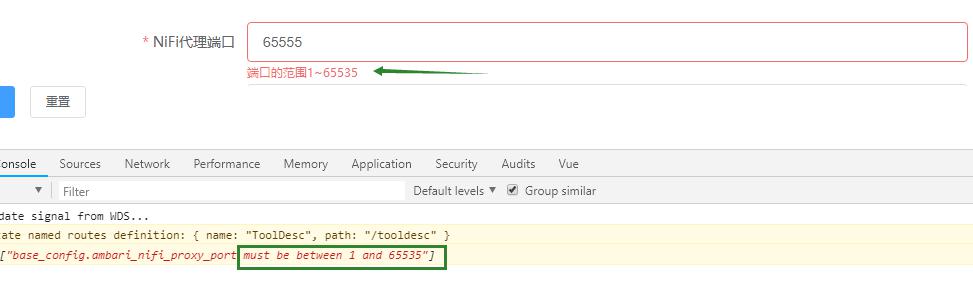 * NiFi代理端口 65555
端口的范围1~65535
重置
Console Sources Network Performance Memory Application Security Audits Vue
▼ Filter Default levels ▼ Group similar
date signal from WDS...
ate named routes definition: { name: "ToolDesc", path: "/tooldesc" }
["base_config.ambari_nifi_proxy_port must be between 1 and 65535"]